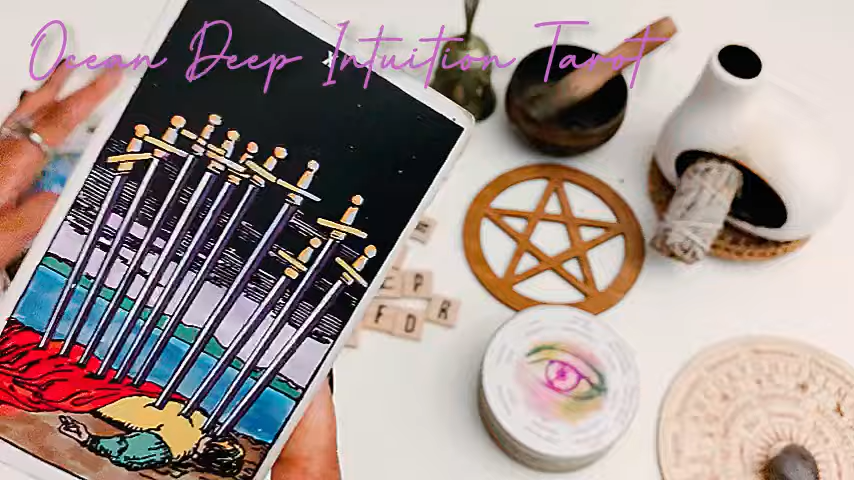 Ocean Deep Intuition Tarot
X
P
F D R